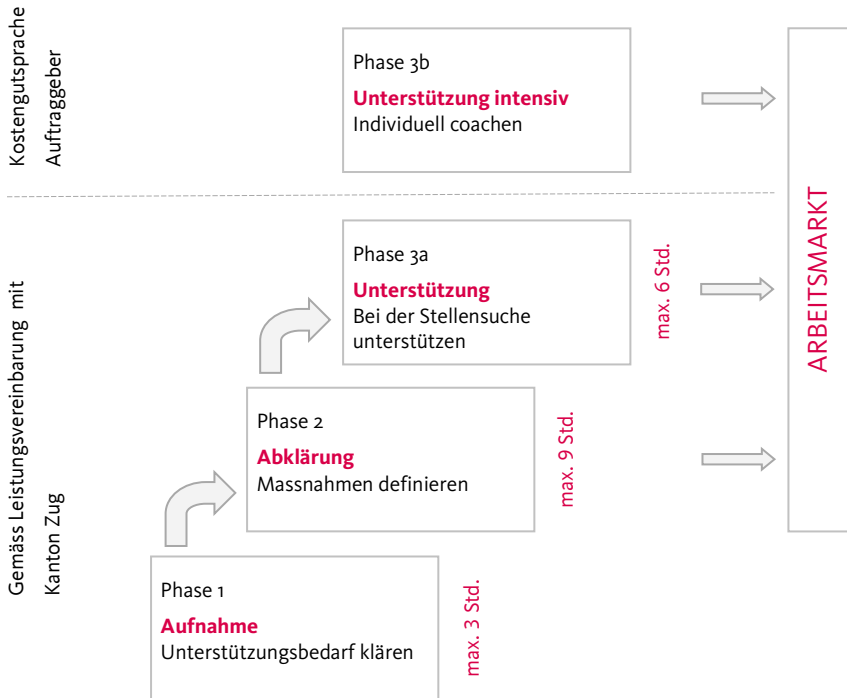 Kostengutsprache
Auftraggeber
Phase 3b
Unterstützung intensiv
Individuell coachen
Gemäss Leistungsvereinbarung mit
Kanton Zug
Phase 3a
Unterstützung
Bei der Stellensuche
unterstützen
max. 6 Std.
Phase 2
Abklärung
Massnahmen definieren
max. 9 Std.
Phase 1
Aufnahme
Unterstützungsbedarf klären
max. 3 Std.
ARBEITSMARKT